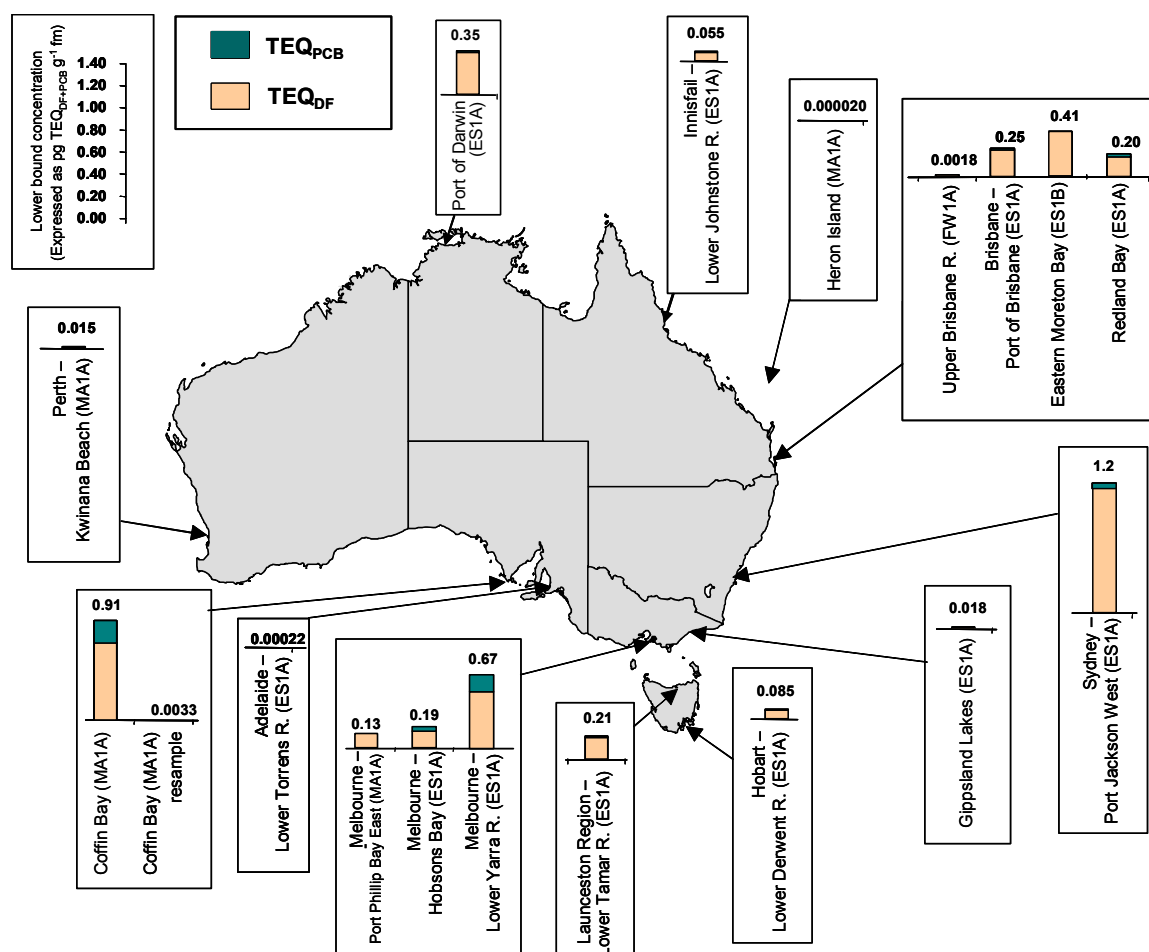 Lower bound concentration
(Expressed as pg TEQDF+PCB g-1 fm)
1.40
1.20
1.00
0.80
0.60
0.40
0.20
0.00
TEQPCB
TEQDF
0.35
Port of Darwin
(ES1A)
0.055
Innisfail –
Lower Johnstone R. (ES1A)
0.000020
Heron Island (MA1A)
0.0018
Upper Brisbane R. (FW1A)
0.25
Brisbane –
Port of Brisbane (ES1A)
0.41
Eastern Moreton Bay (ES1B)
0.20
Redland Bay (ES1A)
0.015
Perth –
Kwinana Beach (MA1A)
1.2
Sydney –
Port Jackson West (ES1A)
0.91
Coffin Bay (MA1A)
0.0033
Coffin Bay (MA1A)
resample
0.00022
Adelaide –
Lower Torrens R. (ES1A)
0.13
Melbourne –
Port Phillip Bay East (MA1A)
0.19
Melbourne –
Hobsons Bay (ES1A)
0.67
Melbourne –
Lower Yarra R. (ES1A)
0.21
Launceston Region –
Lower Tamar R. (ES1A)
0.085
Hobart –
Lower Derwent R. (ES1A)
0.018
Gippsland Lakes (ES1A)